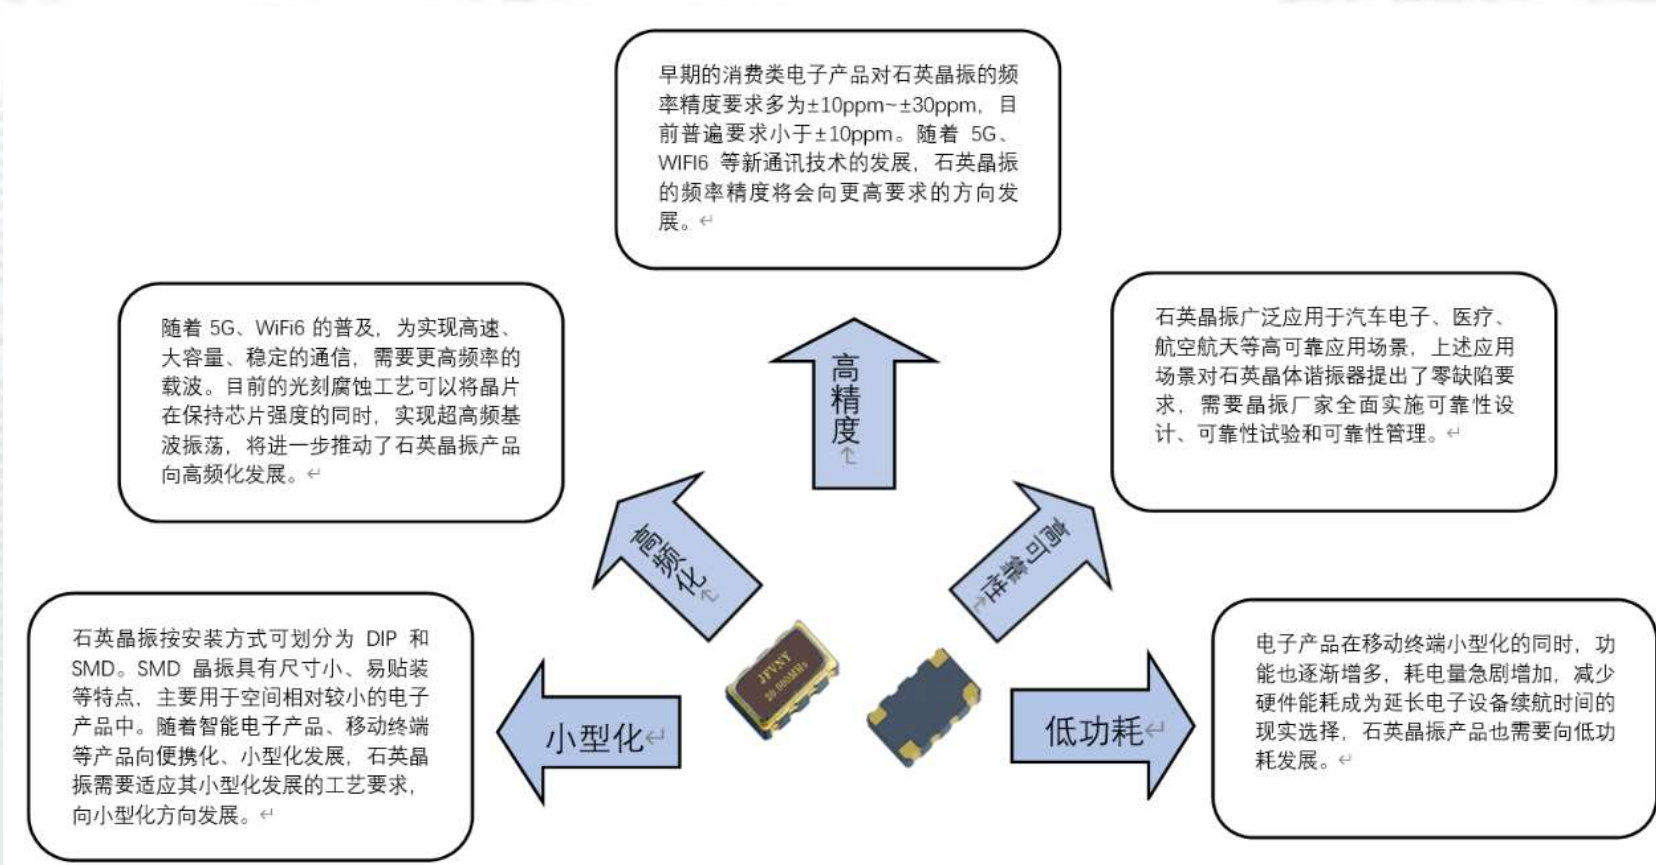 早期的消费类电子产品对石英晶振的频
率精度要求多为±10ppm~±30ppm，目
前普遍要求小于±10ppm。随着 5G、
WIFI6 等新通讯技术的发展，石英晶振
的频率精度将会向更高要求的方向发
展。
随着 5G、WiFi6 的普及，为实现高速、
大容量、稳定的通信，需要更高频率的
载波。目前的光刻腐蚀工艺可以将晶片
在保持芯片强度的同时，实现超高频基
波振荡，将进一步推动了石英晶振产品
向高频化发展。
石英晶振广泛应用于汽车电子、医疗、
航空航天等高可靠应用场景，上述应用
场景对石英晶体谐振器提出了零缺陷要
求，需要晶振厂家全面实施可靠性设
计、可靠性试验和可靠性管理。
高精度
高频化
高可靠性
石英晶振按安装方式可划分为 DIP 和
SMD。SMD 晶振具有尺寸小、易贴装
等特点，主要用于空间相对较小的电子
产品中。随着智能电子产品、移动终端
等产品向便携化、小型化发展，石英晶
振需要适应其小型化发展的工艺要求，
向小型化方向发展。
小型化
JFVNY
20.000MHz
低功耗
电子产品在移动终端小型化的同时，功
能也逐渐增多，耗电量急剧增加，减少
硬件能耗成为延长电子设备续航时间的
现实选择，石英晶振产品也需要向低功
耗发展。